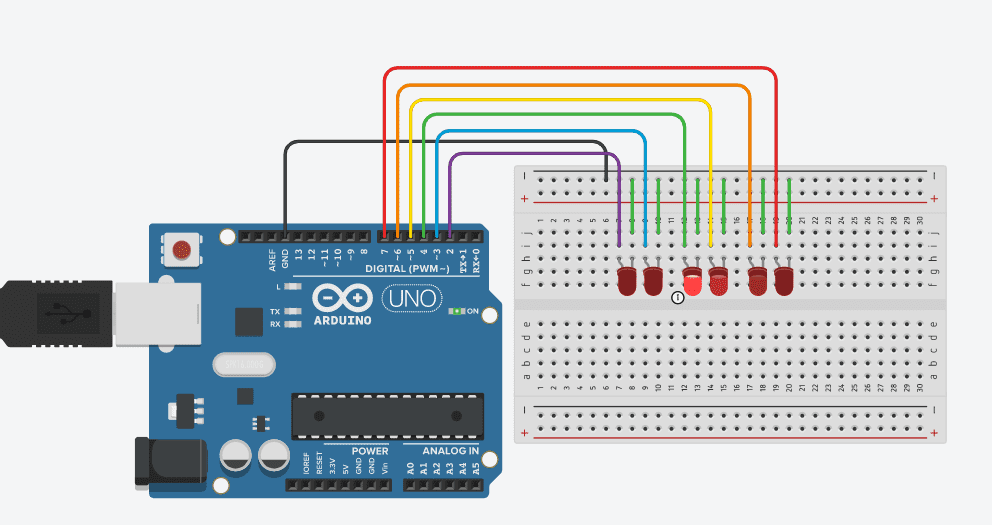 AREF
GND
13
12
~11
~10
~9
8
7
~6
~5
4
~3
2
TX→1
RX←0
DIGITAL (PWM~)
L
TX
RX
UNO
ON
ARDUINO
IOREF
RESET
3.3V
5V
GND
GND
Vin
POWER
ANALOG IN
A0
A1
A2
A3
A4
A5
1 2 3 4 5 6 7 8 9 10 11 12 13 14 15 16 17 18 19 20 21 22 23 24 25 26 27 28 29 30
j
i
h
g
f
e
d
c
b
a
1 2 3 4 5 6 7 8 9 10 11 12 13 14 15 16 17 18 19 20 21 22 23 24 25 26 27 28 29 30